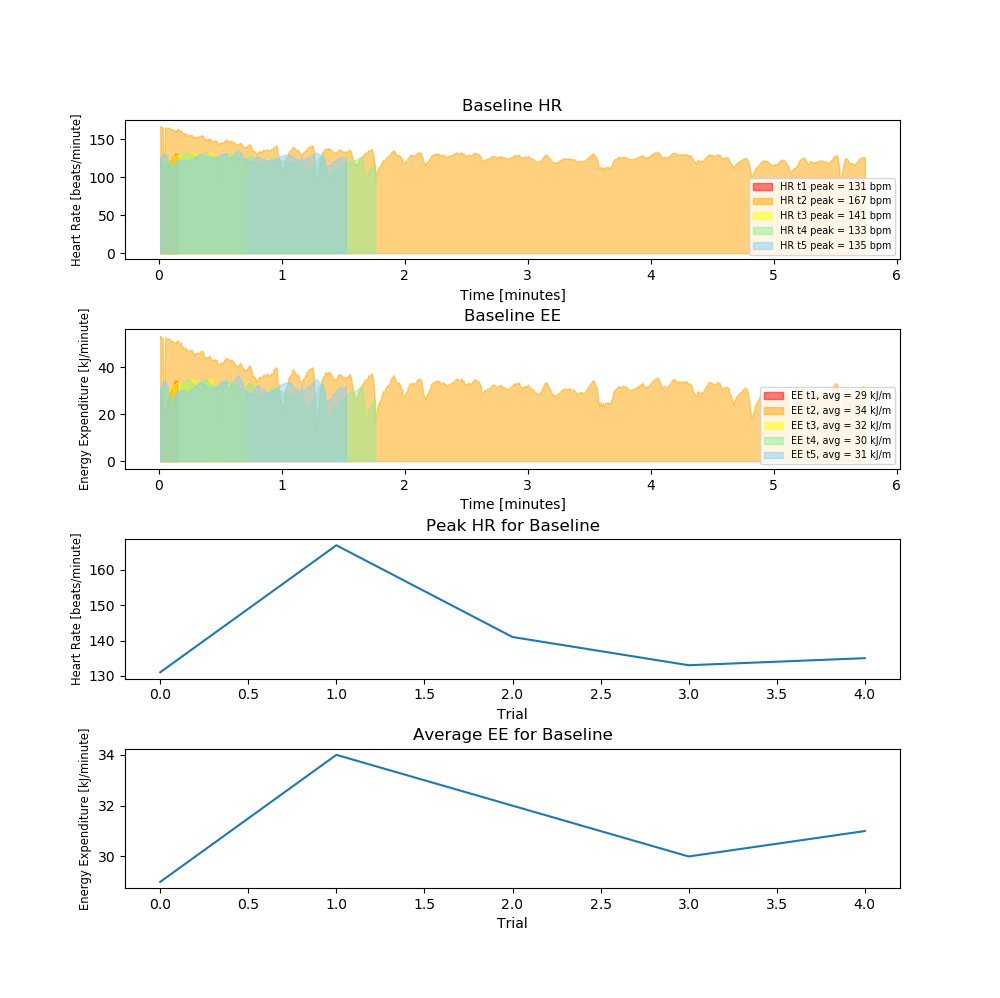 Baseline HR
Heart Rate [beats/minute]
150
100
50
0
HR t1 peak = 131 bpm
HR t2 peak = 167 bpm
HR t3 peak = 141 bpm
HR t4 peak = 133 bpm
HR t5 peak = 135 bpm
0 1 2 3 4 5 6
Time [minutes]
Baseline EE
Energy Expenditure [kJ/minute]
40
20
0
EE t1, avg = 29 kJ/m
EE t2, avg = 34 kJ/m
EE t3, avg = 32 kJ/m
EE t4, avg = 30 kJ/m
EE t5, avg = 31 kJ/m
0 1 2 3 4 5 6
Time [minutes]
Peak HR for Baseline
Heart Rate [beats/minute]
160
150
140
130
0.0 0.5 1.0 1.5 2.0 2.5 3.0 3.5 4.0
Trial
Average EE for Baseline
Energy Expenditure [kJ/minute]
34
32
30
0.0 0.5 1.0 1.5 2.0 2.5 3.0 3.5 4.0
Trial